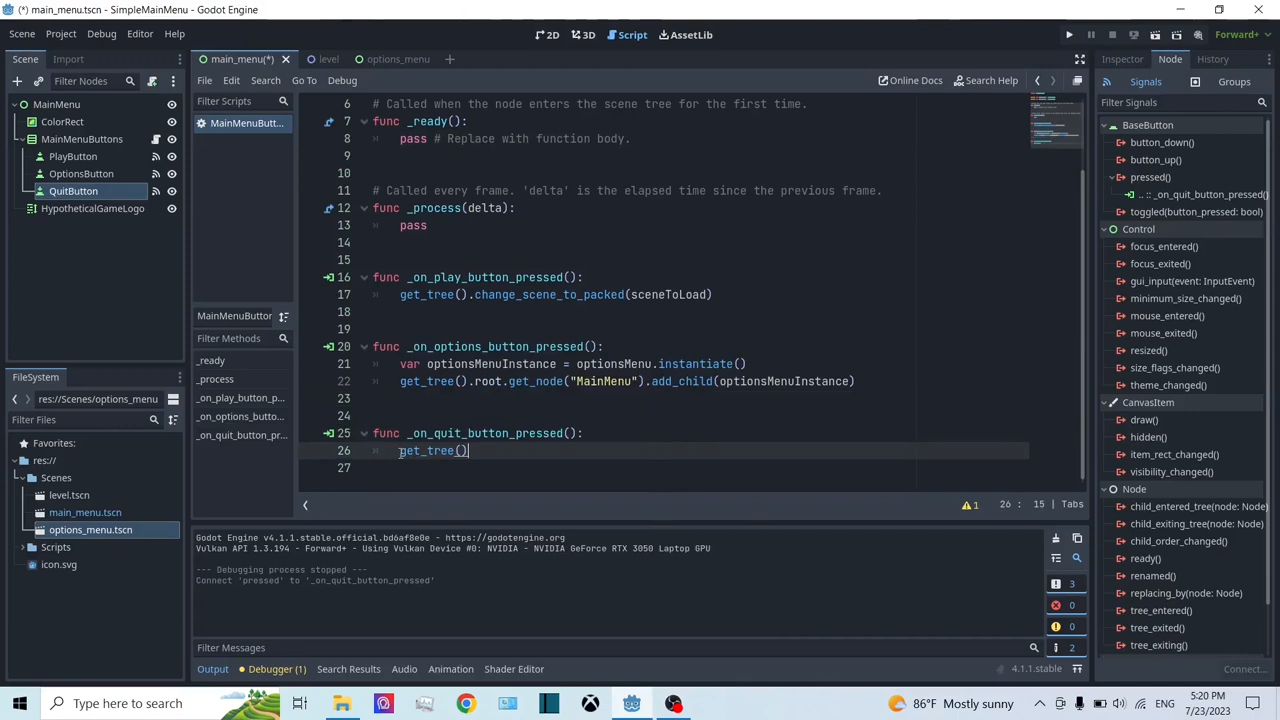 (*) main_menu.tscn - SimpleMainMenu - Godot Engine
Scene Project Debug Editor Help
2D 3D Script AssetLib
Forward+
Scene Import
main_menu(*) level options_menu
Inspector Node History
Filter Nodes
File Edit Search Go To Debug
Online Docs Search Help
Signals Groups
MainMenu
ColorRect
MainMenuButtons
PlayButton
OptionsButton
QuitButton
HypotheticalGameLogo
Filter Scripts
MainMenuButt...
MainMenuButtor
Filter Methods
_ready
_process
_on_play_button_p...
_on_options_butto...
_on_quit_button_pr...
6 # Called when the node enters the scene tree for the first time.
7 func _ready():
8 pass # Replace with function body.
9
10
11 # Called every frame. 'delta' is the elapsed time since the previous frame.
12 func _process(delta):
13 pass
14
15
16 func _on_play_button_pressed():
17 get_tree().change_scene_to_packed(sceneToLoad)
18
19
20 func _on_options_button_pressed():
21 var optionsMenuInstance = optionsMenu.instantiate()
22 get_tree().root.get_node("MainMenu").add_child(optionsMenuInstance)
23
24
25 func _on_quit_button_pressed():
26 get_tree()
27
1 26 : 15 | Tabs
FileSystem
res://Scenes/options_menu
Filter Files
Favorites:
res://
Scenes
level.tscn
main_menu.tscn
options_menu.tscn
Scripts
icon.svg
Godot Engine v4.1.1.stable.official.bd6af8e0e - https://godotengine.org
Vulkan API 1.3.194 - Forward+ - Using Vulkan Device #0: NVIDIA - NVIDIA GeForce RTX 3050 Laptop GPU
--- Debugging process stopped ---
Connect 'pressed' to '_on_quit_button_pressed'
3
0
0
2
Filter Messages
Output Debugger (1) Search Results Audio Animation Shader Editor
4.1.1.stable
Filter Signals
BaseButton
button_down()
button_up()
pressed()
.. :: _on_quit_button_pressed()
toggled(button_pressed: bool)
Control
focus_entered()
focus_exited()
gui_input(event: InputEvent)
minimum_size_changed()
mouse_entered()
mouse_exited()
resized()
size_flags_changed()
theme_changed()
CanvasItem
draw()
hidden()
item_rect_changed()
visibility_changed()
Node
child_entered_tree(node: Node)
child_exiting_tree(node: Node)
child_order_changed()
ready()
renamed()
replacing_by(node: Node)
tree_entered()
tree_exited()
tree_exiting()
Connect...
Type here to search
86°F Mostly sunny
ENG
5:20 PM
7/23/2023